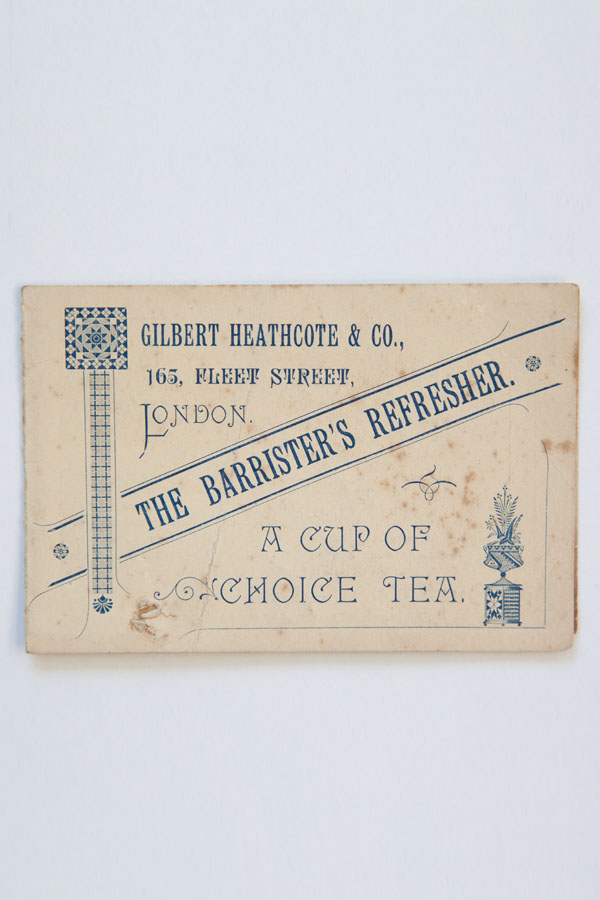 GILBERT HEATHCOTE & CO.,
163, FLEET STREET,
LONDON.
THE BARRISTER'S REFRESHER.
A CUP OF
CHOICE TEA.